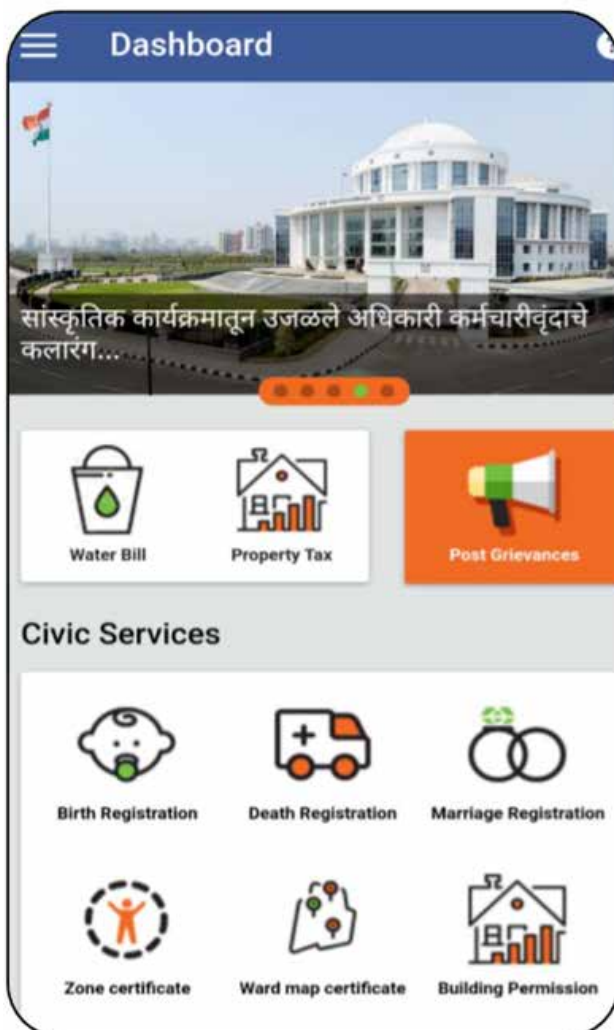 Dashboard
सांस्कृतिक कार्यक्रमातून उजळले अधिकारी कर्मचारीवृंदाचे
कलारंग...
Water Bill
Property Tax
Post Grievances
Civic Services
Birth Registration
Death Registration
Marriage Registration
Zone certificate
Ward map certificate
Building Permission